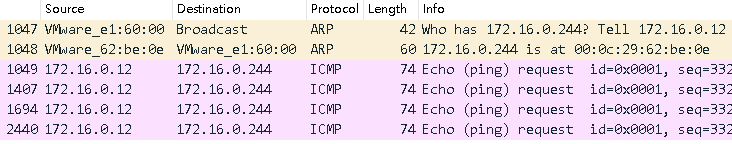 Source Destination Protocol Length Info
1047 VMware_e1:60:00 Broadcast ARP 42 Who has 172.16.0.244? Tell 172.16.0.12
1048 VMware_62:be:0e VMware_e1:60:00 ARP 60 172.16.0.244 is at 00:0c:29:62:be:0e
1049 172.16.0.12 172.16.0.244 ICMP 74 Echo (ping) request id=0x0001, seq=332
1407 172.16.0.12 172.16.0.244 ICMP 74 Echo (ping) request id=0x0001, seq=332
1694 172.16.0.12 172.16.0.244 ICMP 74 Echo (ping) request id=0x0001, seq=332
2440 172.16.0.12 172.16.0.244 ICMP 74 Echo (ping) request id=0x0001, seq=332